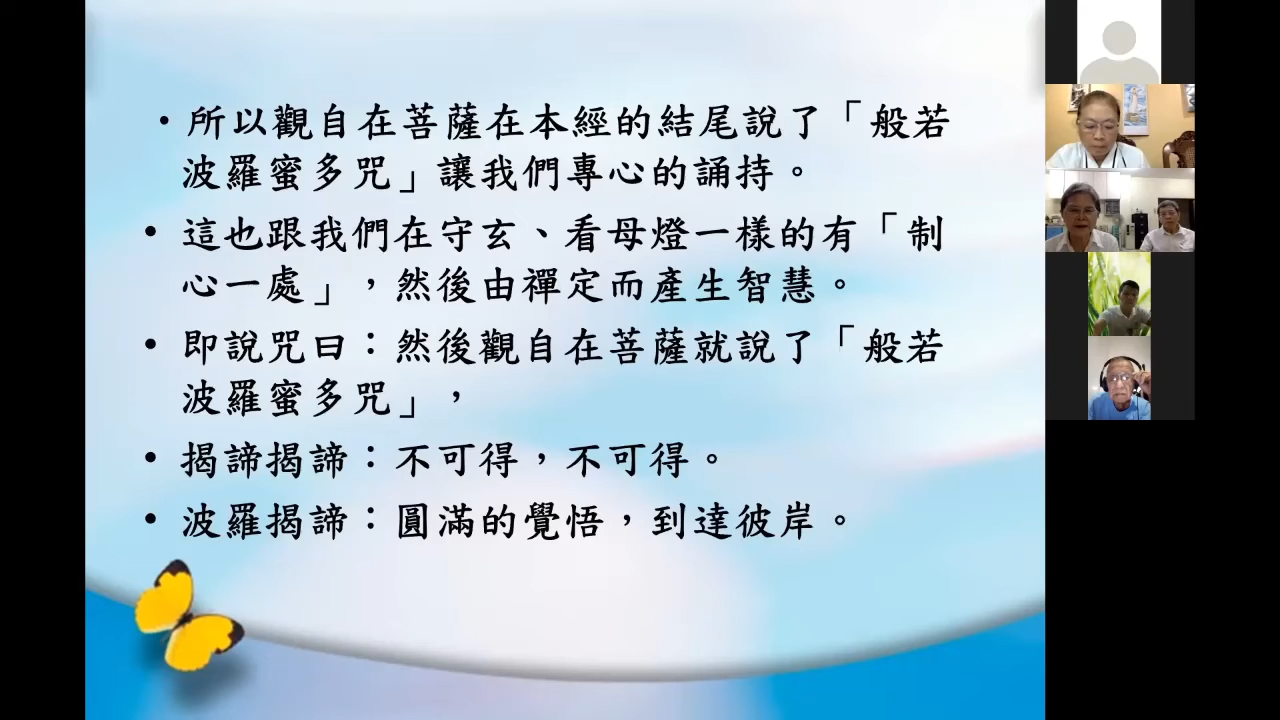 •所以觀自在菩薩在本經的結尾說了「般若
波羅蜜多咒」讓我們專心的誦持。
•這也跟我們在守玄、看母燈一樣的有「制
心一處」，然後由禪定而產生智慧。
•即說咒曰：然後觀自在菩薩就說了「般若
波羅蜜多咒」，
•揭諦揭諦：不可得，不可得。
•波羅揭諦：圓滿的覺悟，到達彼岸。